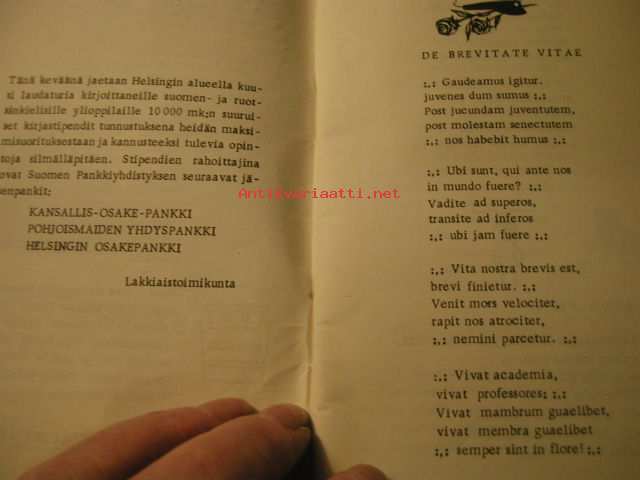 Tänä keväänä jaetaan Helsingin alueella kuu-
si laudaturia kirjoittaneille suomen- ja ruot-
sinkielisille ylioppilaille 10 000 mk:n suurui-
set kirjastipendit tunnustuksena heidän maksi-
misuorituksestaan ja kannusteeksi tulevia opin-
toja silmälläpitäen. Stipendien rahoittajina
ovat Suomen Pankkiyhdistyksen seuraavat jä-
senpankit:
KANSALLIS-OSAKE-PANKKI
POHJOISMAIDEN YHDYSPANKKI
HELSINGIN OSAKEPANKKI
Lakkiaistoimikunta
DE BREVITATE VITAE
:,: Gaudeamus igitur.
juvenes dum sumus :,:
Post jucundam juventutem,
post molestam senectutem
:,: nos habebit humus :,:
:,: Ubi sunt, qui ante nos
in mundo fuere? :,:
Vadite ad superos,
transite ad inferos
:,: ubi jam fuere :,:
:,: Vita nostra brevis est,
brevi finietur. :,:
Venit mors velociter,
rapit nos atrociter,
:,: nemini parcetur. :,:
:,: Vivat academia,
vivat professores: :,:
Vivat mambrum guaelibet,
vivat membra guaelibet
:,: semper sint in flore! :,:
Antikvariaatti.net